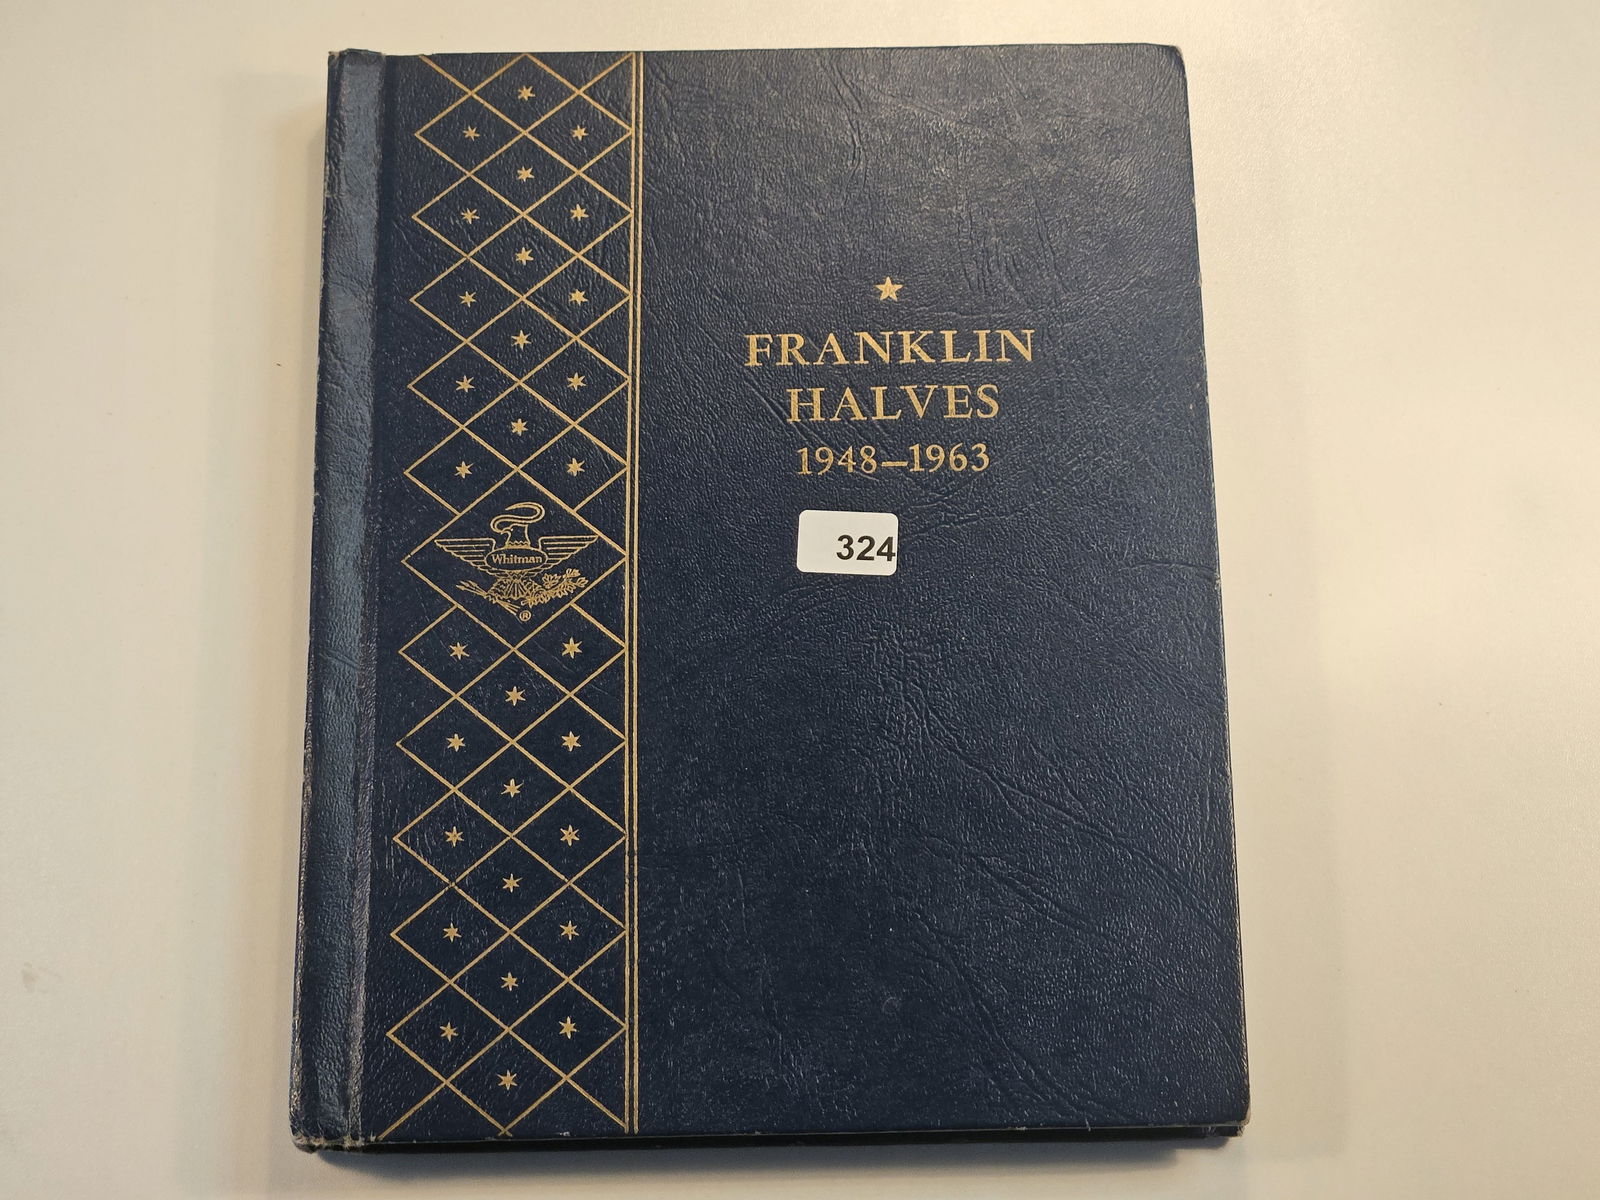 FRANKLIN
HALVES
1948–1963
324
Whitman
®